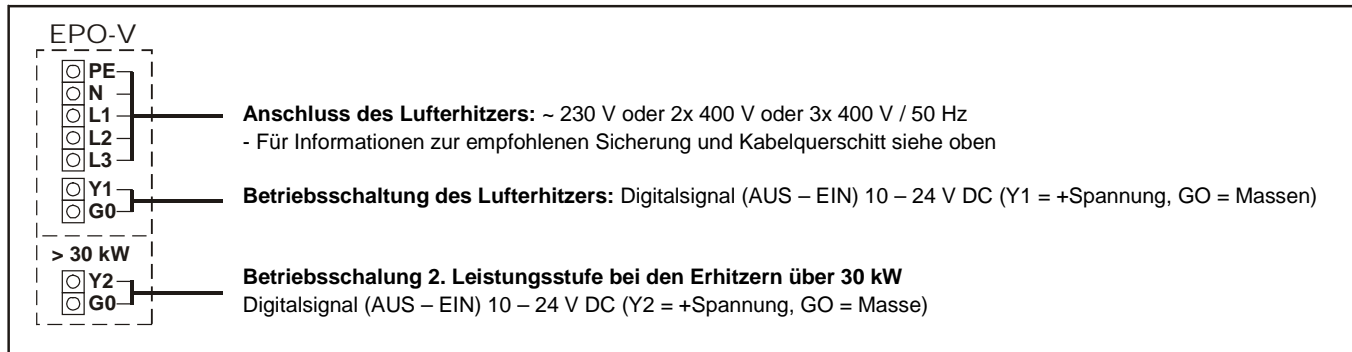 EPO-V
PE
N
L1
L2
L3
Anschluss des Lufterhitzers: ~ 230 V oder 2x 400 V oder 3x 400 V / 50 Hz
- Für Informationen zur empfohlenen Sicherung und Kabelquerschitt siehe oben
Y1
G0
Betriebsschaltung des Lufterhitzers: Digitalsignal (AUS – EIN) 10 – 24 V DC (Y1 = +Spannung, GO = Massen)
> 30 kW
Y2
G0
Betriebsschalung 2. Leistungsstufe bei den Erhitzern über 30 kW
Digitalsignal (AUS – EIN) 10 – 24 V DC (Y2 = +Spannung, GO = Masse)